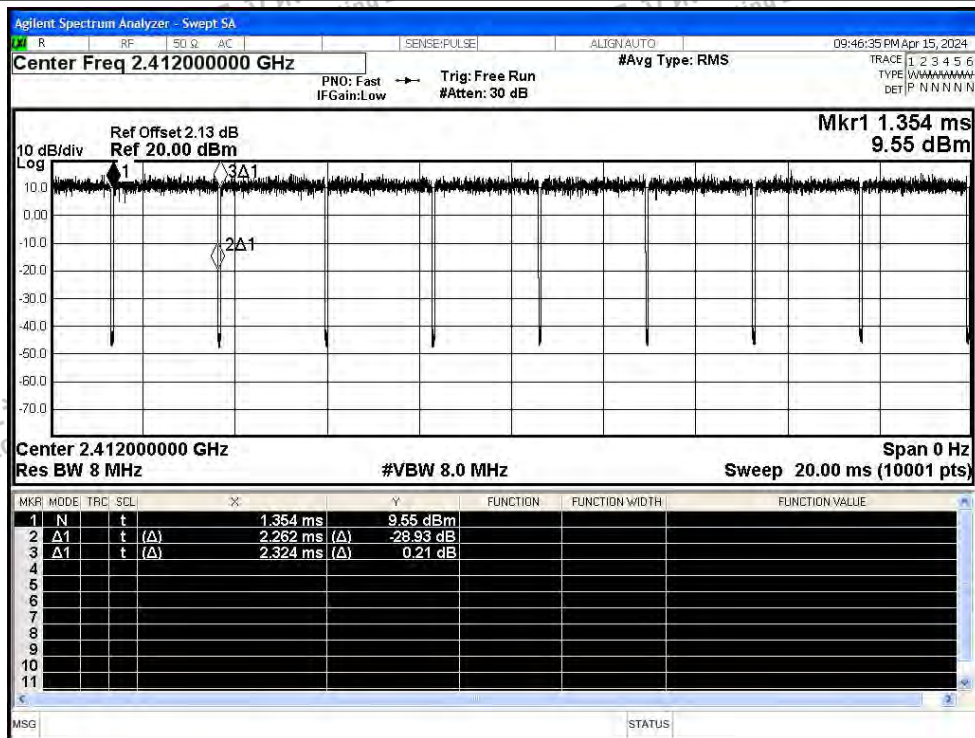 Agilent Spectrum Analyzer - Swept SA
R RF 50 Ω AC SENSE:PULSE ALIGN AUTO 09:46:35 PM Apr 15, 2024
Center Freq 2.412000000 GHz #Avg Type: RMS TRACE 1 2 3 4 5 6
PNO: Fast Trig: Free Run TYPE WWWWWW
IFGain:Low #Atten: 30 dB DET P N N N N N
Mkr1 1.354 ms
9.55 dBm
Ref Offset 2.13 dB
10 dB/div Ref 20.00 dBm
Log
1 3Δ1
10.0
0.00
2Δ1
-10.0
-20.0
-30.0
-40.0
-50.0
-60.0
-70.0
Center 2.412000000 GHz Span 0 Hz
Res BW 8 MHz #VBW 8.0 MHz Sweep 20.00 ms (10001 pts)
MKR MODE TRC SCL X Y FUNCTION FUNCTION WIDTH FUNCTION VALUE
1 N t 1.354 ms 9.55 dBm
2 Δ1 t (Δ) 2.262 ms (Δ) -28.93 dB
3 Δ1 t (Δ) 2.324 ms (Δ) 0.21 dB
4
5
6
7
8
9
10
11
MSG STATUS